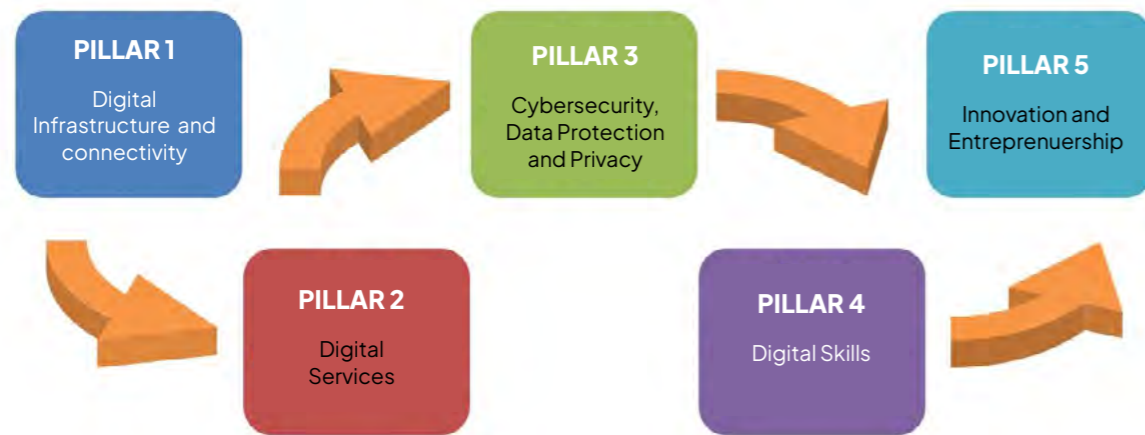 PILLAR 1
Digital
Infrastructure and
connectivity
PILLAR 2
Digital
Services
PILLAR 3
Cybersecurity,
Data Protection
and Privacy
PILLAR 4
Digital Skills
PILLAR 5
Innovation and
Entreprenuership